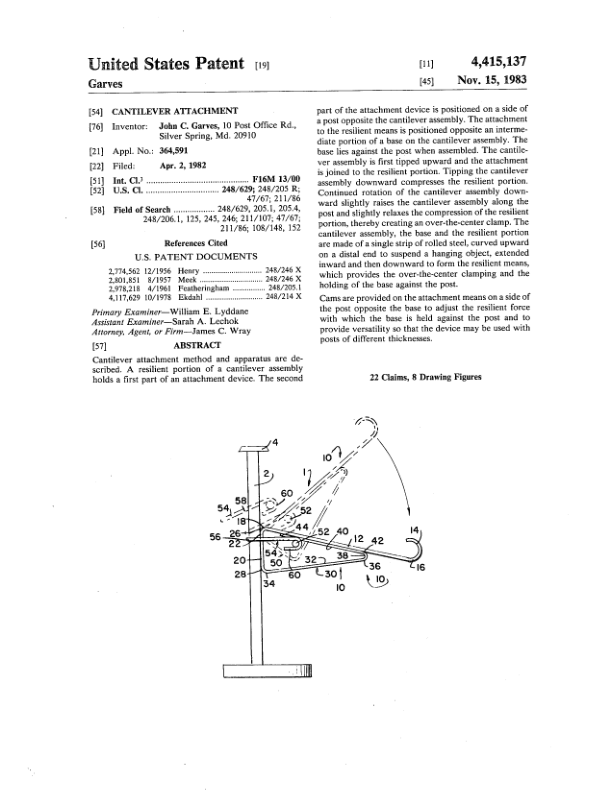 United States Patent [19]
Garves
[11] 4,415,137
[45] Nov. 15, 1983
[54] CANTILEVER ATTACHMENT
[76] Inventor: John C. Garves, 10 Post Office Rd.,
Silver Spring, Md. 20910
[21] Appl. No.: 364,591
[22] Filed: Apr. 2, 1982
[51] Int. Cl.³ .................................... F16M 13/00
[52] U.S. Cl. ........................... 248/629; 248/205 R;
47/67; 211/86
[58] Field of Search ............... 248/629, 205.1, 205.4,
248/206.1, 125, 245, 246; 211/107; 47/67;
211/86; 108/148, 152
[56] References Cited
U.S. PATENT DOCUMENTS
2,774,562 12/1956 Henry ........................ 248/246 X
2,801,851 8/1957 Meek ......................... 248/246 X
2,978,218 4/1961 Featheringham ............. 248/205.1
4,117,629 10/1978 Ekdahl ....................... 248/214 X
Primary Examiner—William E. Lyddane
Assistant Examiner—Sarah A. Lechok
Attorney, Agent, or Firm—James C. Wray
[57] ABSTRACT
Cantilever attachment method and apparatus are de-
scribed. A resilient portion of a cantilever assembly
holds a first part of an attachment device. The second
part of the attachment device is positioned on a side of
a post opposite the cantilever assembly. The attachment
to the resilient means is positioned opposite an interme-
diate portion of a base on the cantilever assembly. The
base lies against the post when assembled. The cantile-
ver assembly is first tipped upward and the attachment
is joined to the resilient portion. Tipping the cantilever
assembly downward compresses the resilient portion.
Continued rotation of the cantilever assembly down-
ward slightly raises the cantilever assembly along the
post and slightly relaxes the compression of the resilient
portion, thereby creating an over-the-center clamp. The
cantilever assembly, the base and the resilient portion
are made of a single strip of rolled steel, curved upward
on a distal end to suspend a hanging object, extended
inward and then downward to form the resilient means,
which provides the over-the-center clamping and the
holding of the base against the post.
Cams are provided on the attachment means on a side of
the post opposite the base to adjust the resilient force
with which the base is held against the post and to
provide versatility so that the device may be used with
posts of different thicknesses.
22 Claims, 8 Drawing Figures
4
10
2
1
60
58
54
52
18
26
56
22
44
52
40
12
42
14
54
50
32
38
20
28
60
30
36
16
34
10
10